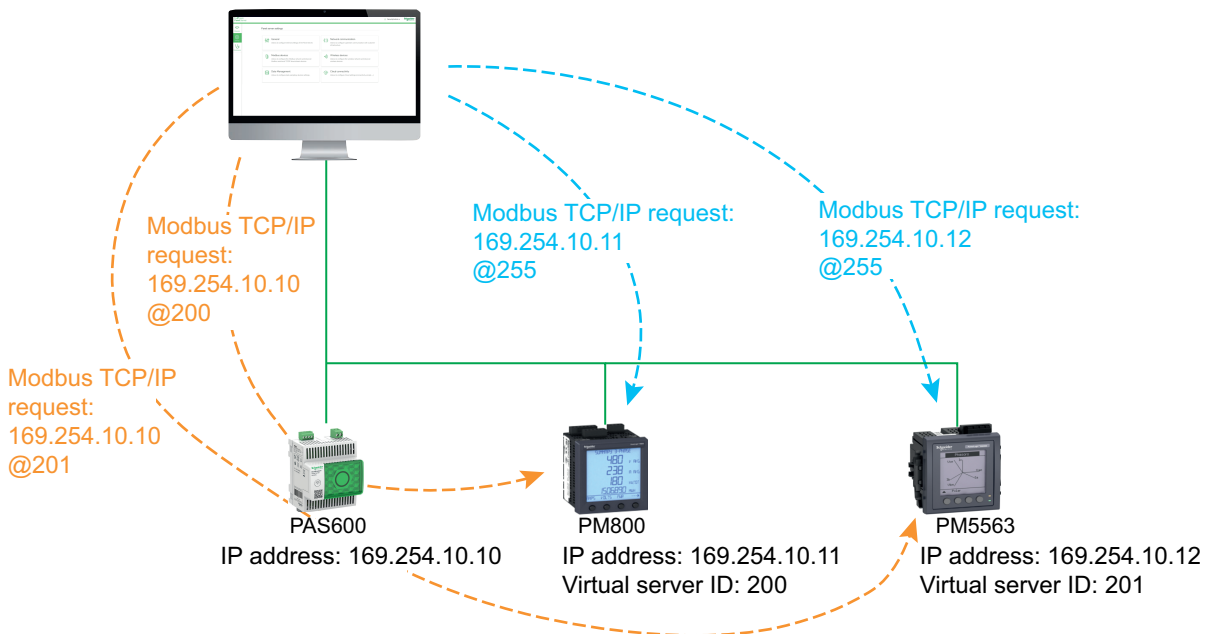 Modbus TCP/IP
request:
169.254.10.10
@200
Modbus TCP/IP request:
169.254.10.11
@255
Modbus TCP/IP request:
169.254.10.12
@255
Modbus TCP/IP
request:
169.254.10.10
@201
480
238
180
PAS600
IP address: 169.254.10.10
PM800
IP address: 169.254.10.11
Virtual server ID: 200
PM5563
IP address: 169.254.10.12
Virtual server ID: 201